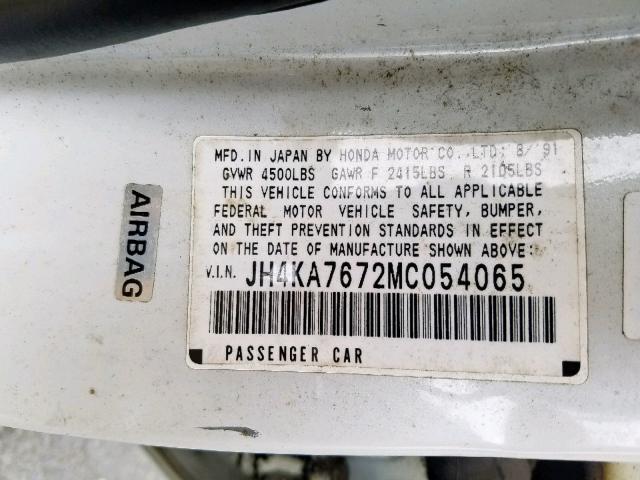 MFD. IN JAPAN BY HONDA MOTOR CO., LTD; 8/'91
GVWR 4500LBS GAWR F 2415LBS R 2105LBS
THIS VEHICLE CONFORMS TO ALL APPLICABLE
FEDERAL MOTOR VEHICLE SAFETY, BUMPER,
AND THEFT PREVENTION STANDARDS IN EFFECT
ON THE DATE OF MANUFACTURE SHOWN ABOVE.
V.I.N. JH4KA7672MC054065
PASSENGER CAR
AIRBAG